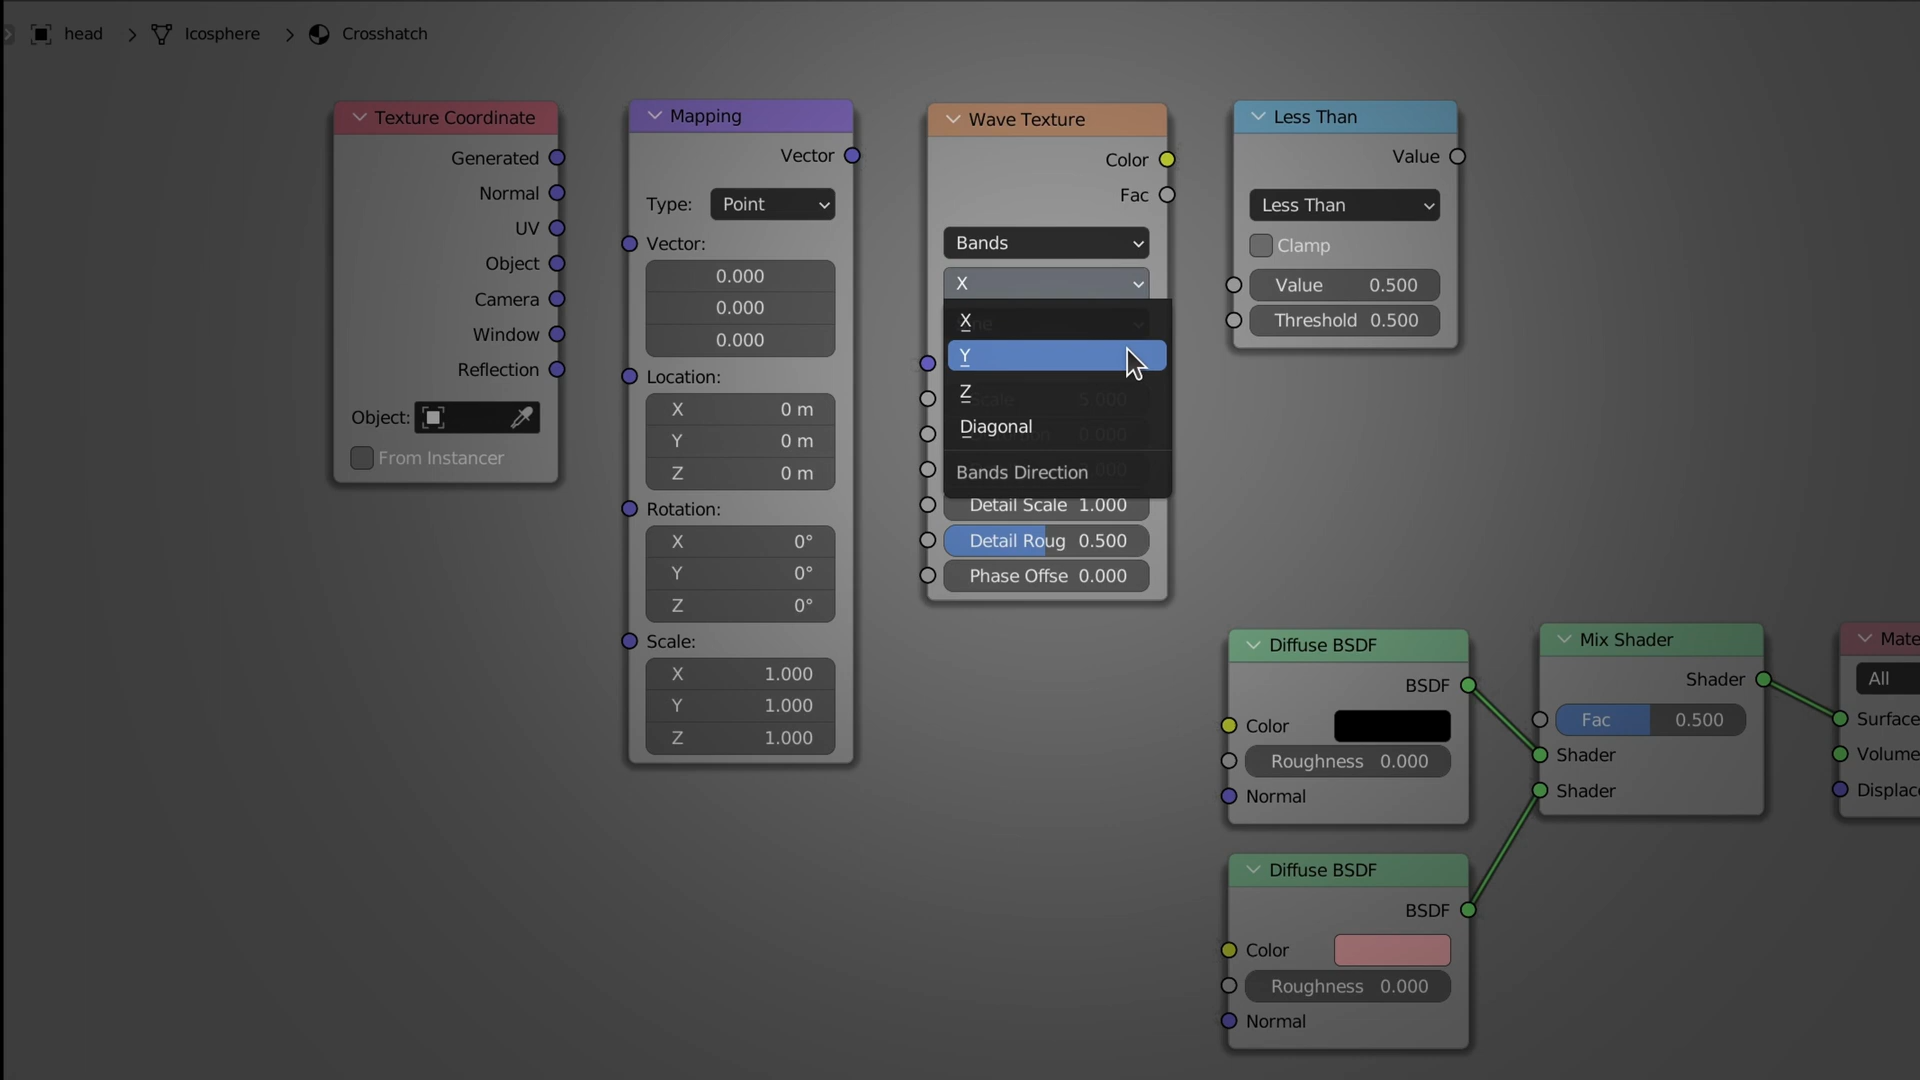 head > Icosphere > Crosshatch
Texture Coordinate
Generated
Normal
UV
Object
Camera
Window
Reflection
Object:
From Instancer
Mapping
Vector
Type: Point
Vector:
0.000
0.000
0.000
Location:
X 0 m
Y 0 m
Z 0 m
Rotation:
X 0°
Y 0°
Z 0°
Scale:
X 1.000
Y 1.000
Z 1.000
Wave Texture
Color
Fac
Bands
X
X
Y
Z
Diagonal
Bands Direction
Detail Scale 1.000
Detail Roug 0.500
Phase Offse 0.000
Less Than
Value
Less Than
Clamp
Value 0.500
Threshold 0.500
Diffuse BSDF
BSDF
Color
Roughness 0.000
Normal
Diffuse BSDF
BSDF
Color
Roughness 0.000
Normal
Mix Shader
Shader
Fac 0.500
Shader
Shader
Mate
All
Surface
Volume
Displac